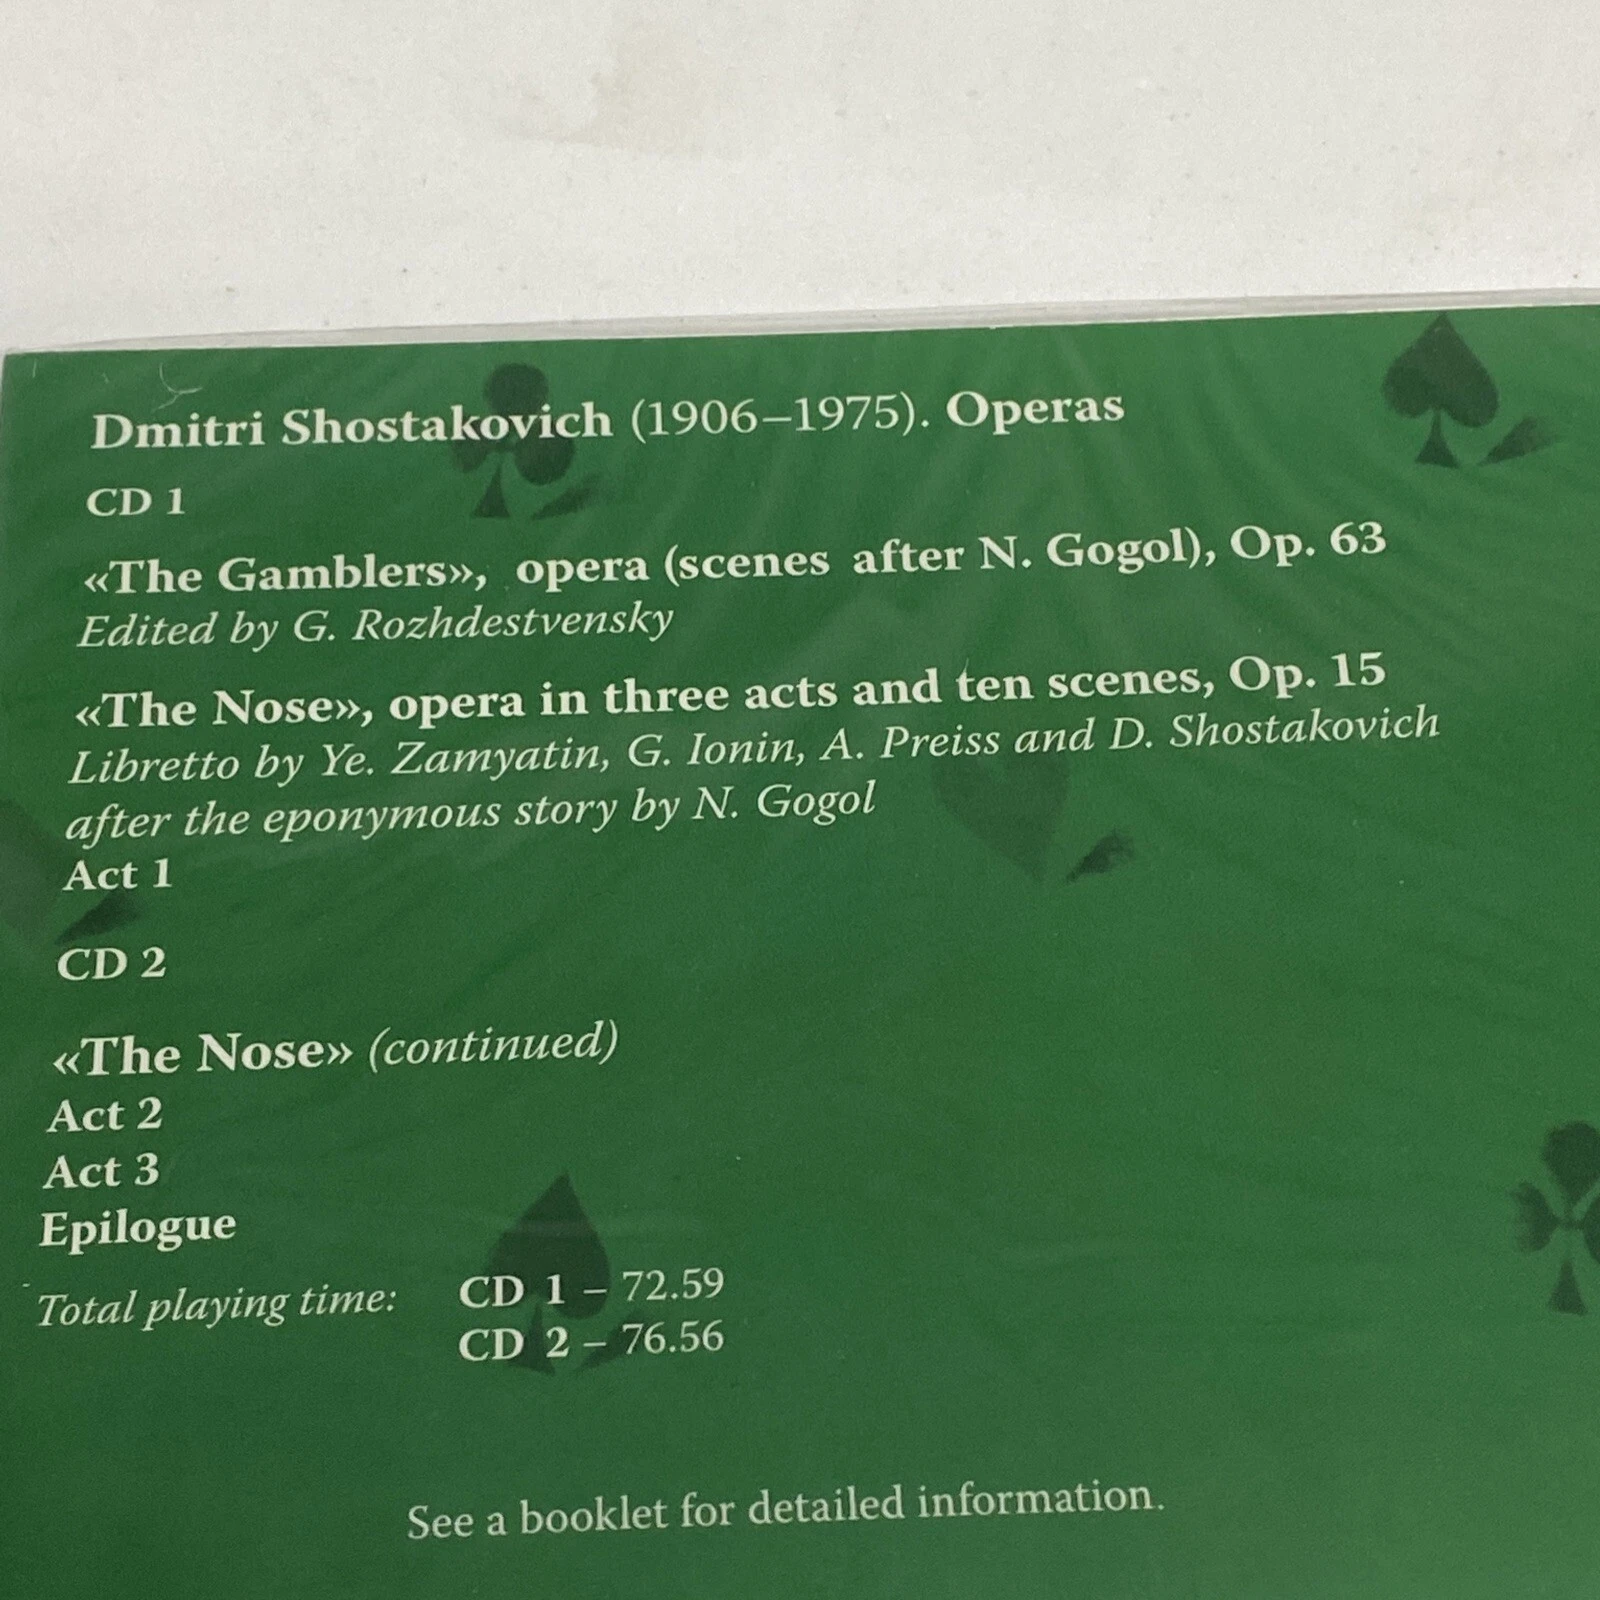 Dmitri Shostakovich (1906–1975). Operas
CD 1
«The Gamblers», opera (scenes after N. Gogol), Op. 63
Edited by G. Rozhdestvensky
«The Nose», opera in three acts and ten scenes, Op. 15
Libretto by Ye. Zamyatin, G. Ionin, A. Preiss and D. Shostakovich
after the eponymous story by N. Gogol
Act 1
CD 2
«The Nose» (continued)
Act 2
Act 3
Epilogue
Total playing time: CD 1 – 72.59
CD 2 – 76.56
See a booklet for detailed information.